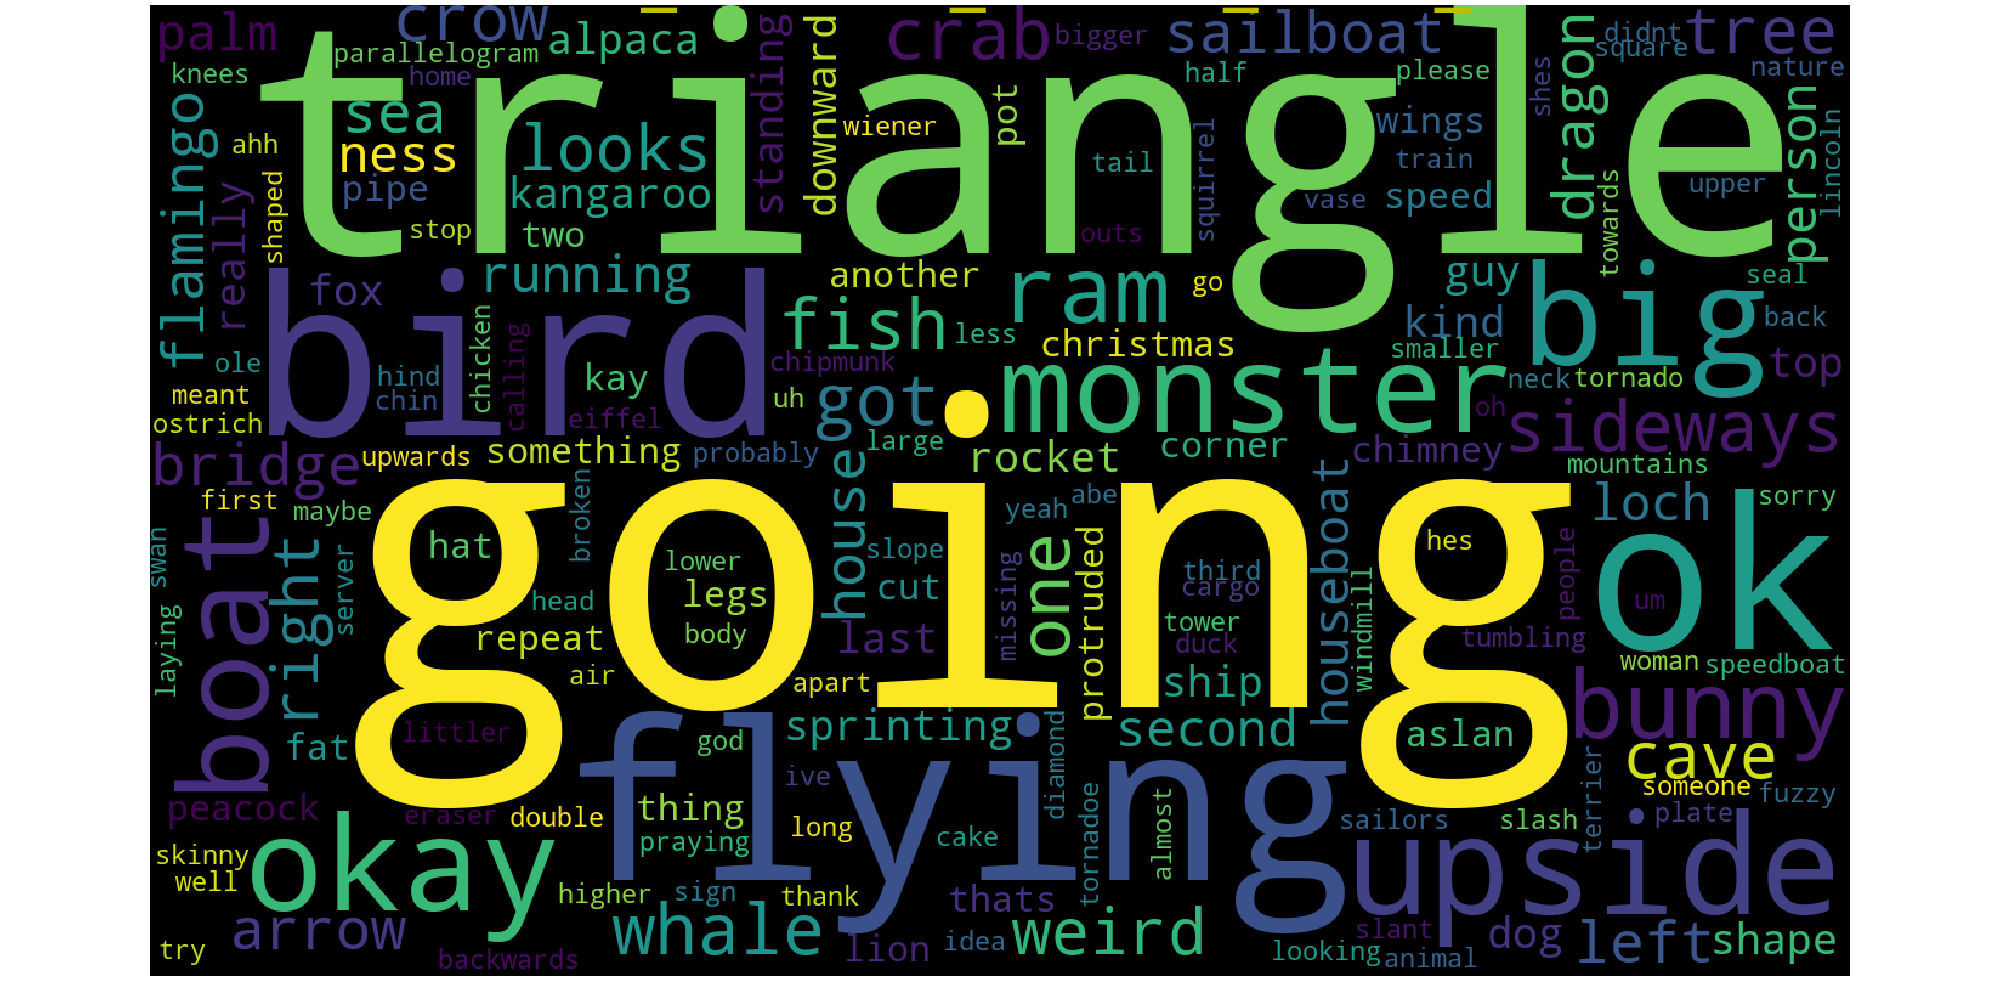 palm
crow
alpaca
standing
downward
crab
bigger
sailboat
dragon
didnt
square
tree
parallelogram
knees
home
triangle
half
please
shes
nature
flamingo
sea
looks
pot
wiener
wings
person
lincoln
ahh
ness
really
shaped
pipe
kangaroo
tail
squirrel
train
vase
speed
upper
towards
stop
two
outs
running
fox
another
ram
go
guy
seal
big
bird
fish
less
christmas
kind
back
ole
hind
chin
chicken
calling
kay
chipmunk
smaller
top
meant
uh
got
monster
neck
tornado
oh
ostrich
eiffel
sideways
bridge
upwards
something
probably
large
rocket
corner
chimney
mountains
first
maybe
broken
house
yeah
abe
houseboat
loch
sorry
boat
right
hat
going
swan
server
lower
slope
one
protruded
hes
people
ok
laying
head
legs
cut
missing
third
cargo
windmill
um
repeat
body
last
tower
duck
tumbling
woman
speedboat
air
apart
ship
bunny
fat
littler
god
sprinting
second
aslan
cave
flying
ive
diamond
someone
fuzzy
peacock
eraser
double
thing
long
cake
tornadoe
almost
sailors
slash
terrier
plate
okay
praying
upside
skinny
well
higher
sign
thank
thats
arrow
whale
lion
idea
weird
slant
dog
left
shape
try
backwards
looking
animal